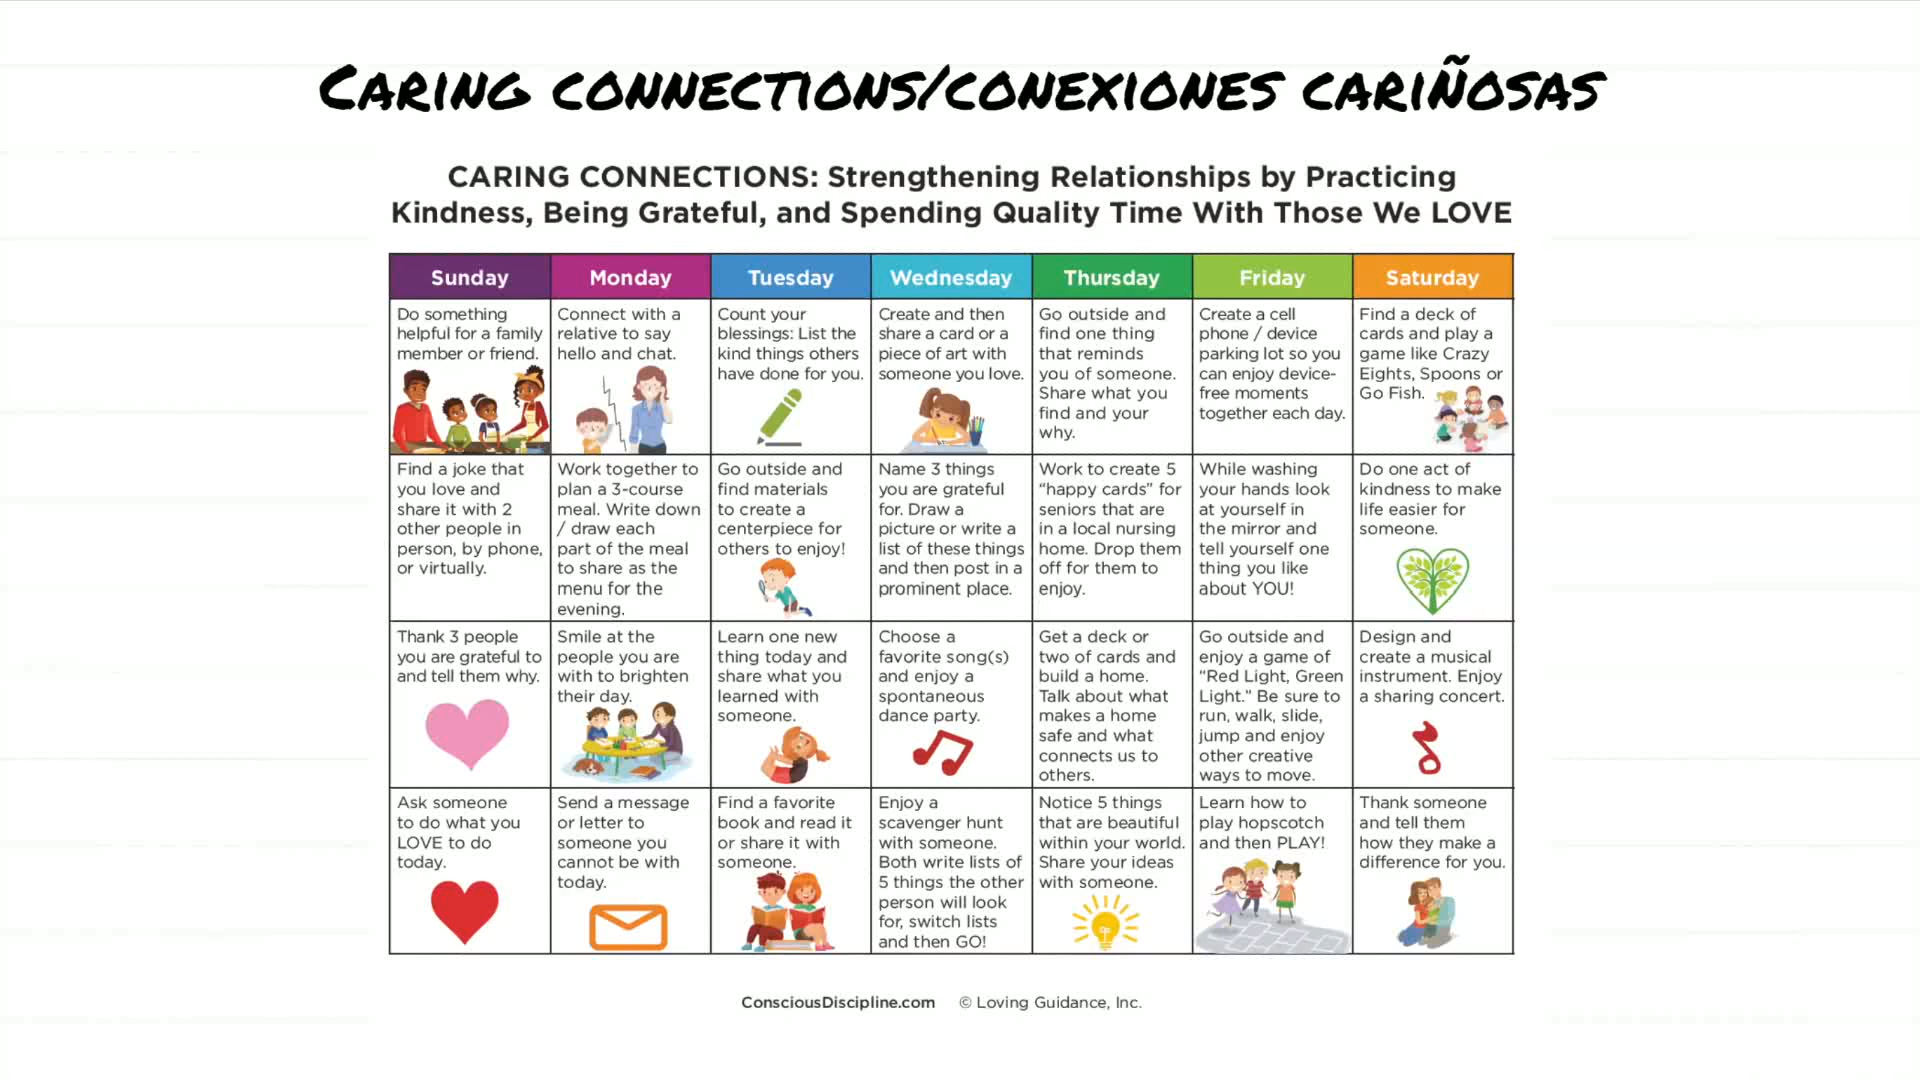 CARING CONNECTIONS/CONEXIONES CARIÑOSAS
CARING CONNECTIONS: Strengthening Relationships by Practicing
Kindness, Being Grateful, and Spending Quality Time With Those We LOVE
Sunday
Monday
Tuesday
Wednesday
Thursday
Friday
Saturday
Do something
helpful for a family
member or friend.
Connect with a
relative to say
hello and chat.
Count your
blessings: List the
kind things others
have done for you.
Create and then
share a card or a
piece of art with
someone you love.
Go outside and
find one thing
that reminds
you of someone.
Share what you
find and your
why.
Create a cell
phone / device
parking lot so you
can enjoy device-
free moments
together each day.
Find a deck of
cards and play a
game like Crazy
Eights, Spoons or
Go Fish.
Find a joke that
you love and
share it with 2
other people in
person, by phone,
or virtually.
Work together to
plan a 3-course
meal. Write down
/ draw each
part of the meal
to share as the
menu for the
evening.
Go outside and
find materials
to create a
centerpiece for
others to enjoy!
Name 3 things
you are grateful
for. Draw a
picture or write a
list of these things
and then post in a
prominent place.
Work to create 5
“happy cards” for
seniors that are
in a local nursing
home. Drop them
off for them to
enjoy.
While washing
your hands look
at yourself in
the mirror and
tell yourself one
thing you like
about YOU!
Do one act of
kindness to make
life easier for
someone.
Thank 3 people
you are grateful to
and tell them why.
Smile at the
people you are
with to brighten
their day.
Learn one new
thing today and
share what you
learned with
someone.
Choose a
favorite song(s)
and enjoy a
spontaneous
dance party.
Get a deck or
two of cards and
build a home.
Talk about what
makes a home
safe and what
connects us to
others.
Go outside and
enjoy a game of
“Red Light, Green
Light.” Be sure to
run, walk, slide,
jump and enjoy
other creative
ways to move.
Design and
create a musical
instrument. Enjoy
a sharing concert.
Ask someone
to do what you
LOVE to do
today.
Send a message
or letter to
someone you
cannot be with
today.
Find a favorite
book and read it
or share it with
someone.
Enjoy a
scavenger hunt
with someone.
Both write lists of
5 things the other
person will look
for, switch lists
and then GO!
Notice 5 things
that are beautiful
within your world.
Share your ideas
with someone.
Learn how to
play hopscotch
and then PLAY!
Thank someone
and tell them
how they make a
difference for you.
ConsciousDiscipline.com © Loving Guidance, Inc.